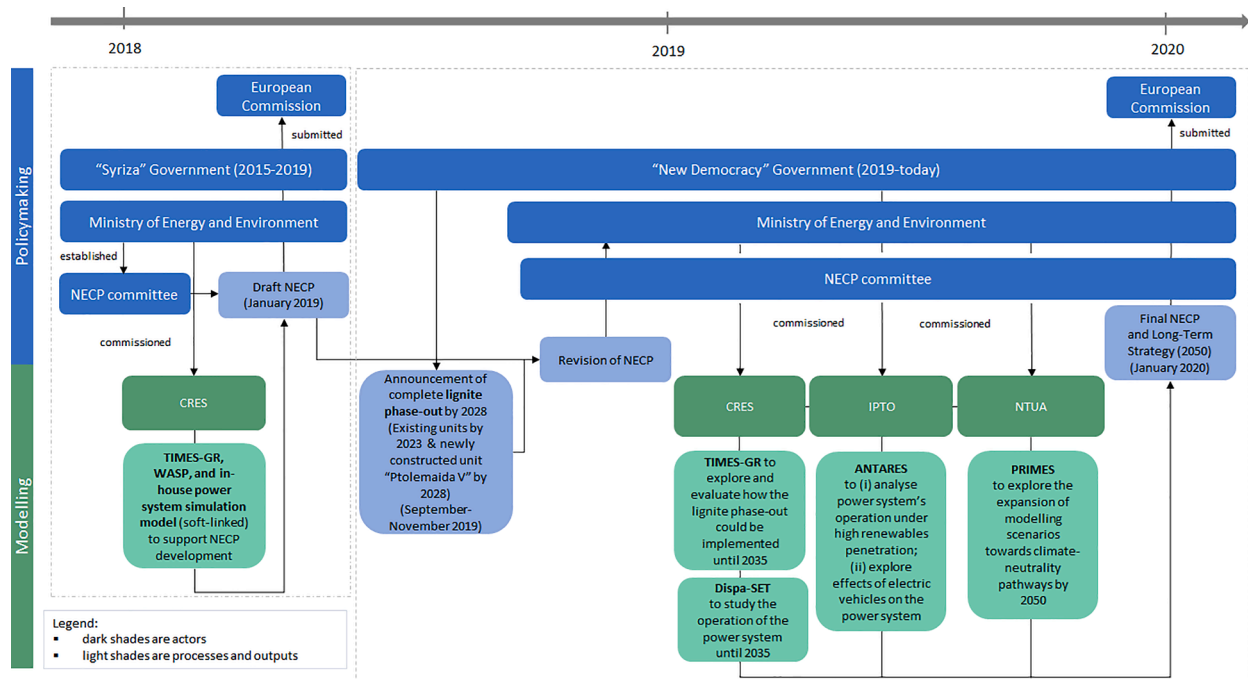 2018
2019
2020
Policymaking
Modelling
European
Commission
submitted
"Syriza" Government (2015-2019)
Ministry of Energy and Environment
established
NECP committee
Draft NECP
(January 2019)
commissioned
CRES
TIMES-GR,
WASP, and in-
house power
system simulation
model (soft-linked)
to support NECP
development
European
Commission
submitted
"New Democracy" Government (2019-today)
Ministry of Energy and Environment
NECP committee
Revision of NECP
Announcement of
complete lignite
phase-out by 2028
(Existing units by
2023 & newly
constructed unit
"Ptolemaida V" by
2028)
(September-
November 2019)
commissioned
commissioned
Final NECP
and Long-Term
Strategy (2050)
(January 2020)
CRES
IPTO
NTUA
TIMES-GR to
explore and
evaluate how the
lignite phase-out
could be
implemented
until 2035
Dispa-SET
to study the
operation of the
power system
until 2035
ANTARES
to (i) analyse
power system's
operation under
high renewables
penetration;
(ii) explore
effects of electric
vehicles on the
power system
PRIMES
to explore the
expansion of
modelling
scenarios
towards climate-
neutrality
pathways by
2050
Legend:
▪ dark shades are actors
▪ light shades are processes and outputs